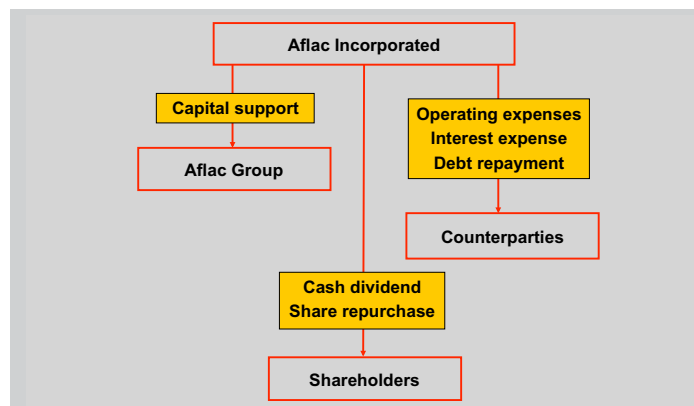 Aflac Incorporated
Capital support
Aflac Group
Operating expenses
Interest expense
Debt repayment
Counterparties
Cash dividend
Share repurchase
Shareholders